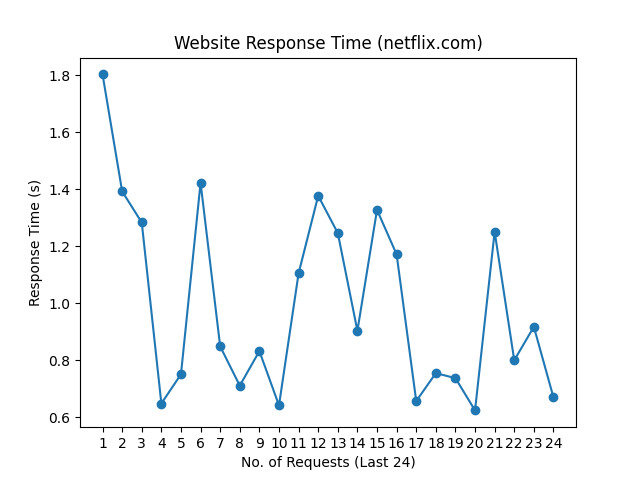 Website Response Time (netflix.com)
Response Time (s)
1.8
1.6
1.4
1.2
1.0
0.8
0.6
1 2 3 4 5 6 7 8 9 10 11 12 13 14 15 16 17 18 19 20 21 22 23 24
No. of Requests (Last 24)